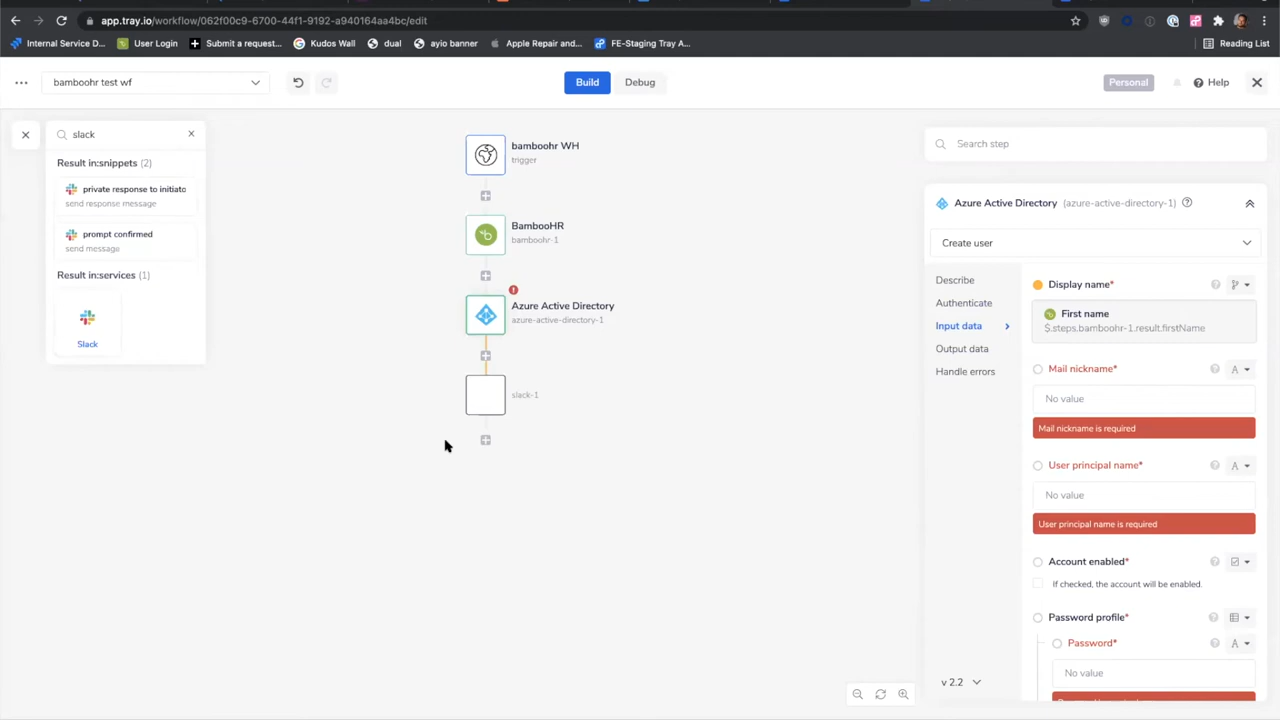 app.tray.io/workflow/062f00c9-6700-44f1-9192-a940164aa4bc/edit
Internal Service D...
User Login
Submit a request...
Kudos Wall
dual
ayio banner
Apple Repair and...
FE-Staging Tray A...
Reading List
bamboohr test wf
Build
Debug
Personal
Help
slack
Result in:snippets (2)
private response to initiato
send response message
prompt confirmed
send message
Result in:services (1)
Slack
bamboohr WH
trigger
BambooHR
bamboohr-1
Azure Active Directory
azure-active-directory-1
slack-1
Search step
Azure Active Directory (azure-active-directory-1)
Create user
Describe
Authenticate
Input data
Output data
Handle errors
v 2.2
Display name*
First name
$.steps.bamboohr-1.result.firstName
Mail nickname*
A
No value
Mail nickname is required
User principal name*
A
No value
User principal name is required
Account enabled*
If checked, the account will be enabled.
Password profile*
Password*
A
No value